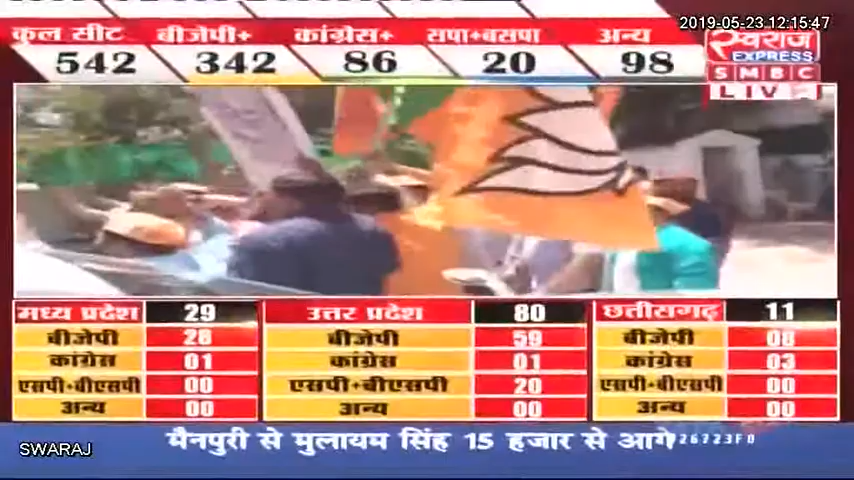 2019-05-23 12:15:47
कुल सीट बीजेपी+ कांग्रेस+ सपा+बसपा अन्य
542 342 86 20 98
स्वराज
EXPRESS
SMBC
LIVE
मध्य प्रदेश 29
बीजेपी 28
कांग्रेस 01
एसपी+बीएसपी 00
अन्य 00
उत्तर प्रदेश 80
बीजेपी 59
कांग्रेस 01
एसपी+बीएसपी 20
अन्य 00
छत्तीसगढ़ 11
बीजेपी 08
कांग्रेस 03
एसपी+बीएसपी 00
अन्य 00
मैनपुरी से मुलायम सिंह 15 हजार से आगे
SWARAJ